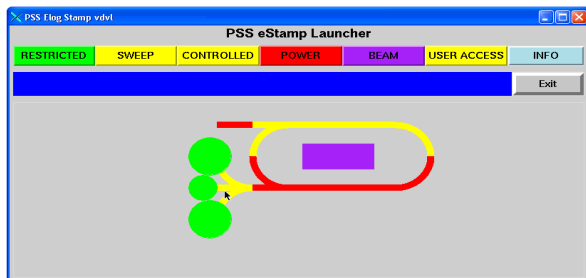 PSS Elog Stamp vdvl
PSS eStamp Launcher
RESTRICTED SWEEP CONTROLLED POWER BEAM USER ACCESS INFO
Exit